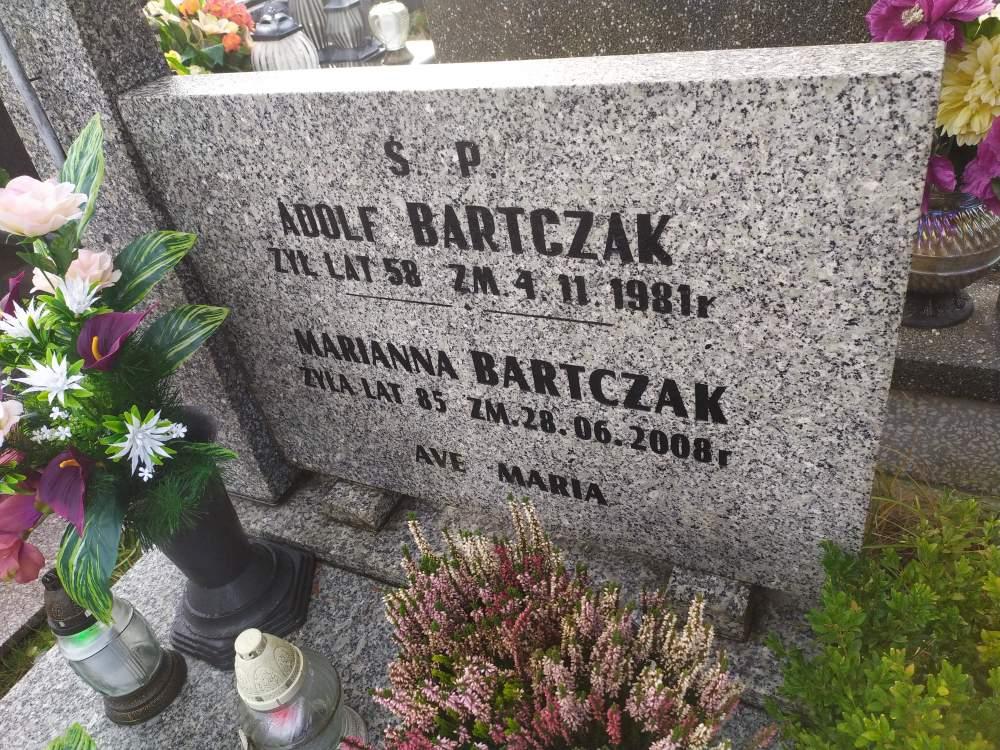 Ś. P.
ADOLF BARTCZAK
ŻYŁ LAT 58 ZM. 4. 11. 1981r
MARIANNA BARTCZAK
ŻYŁA LAT 85 ZM. 28. 06. 2008r
AVE MARIA